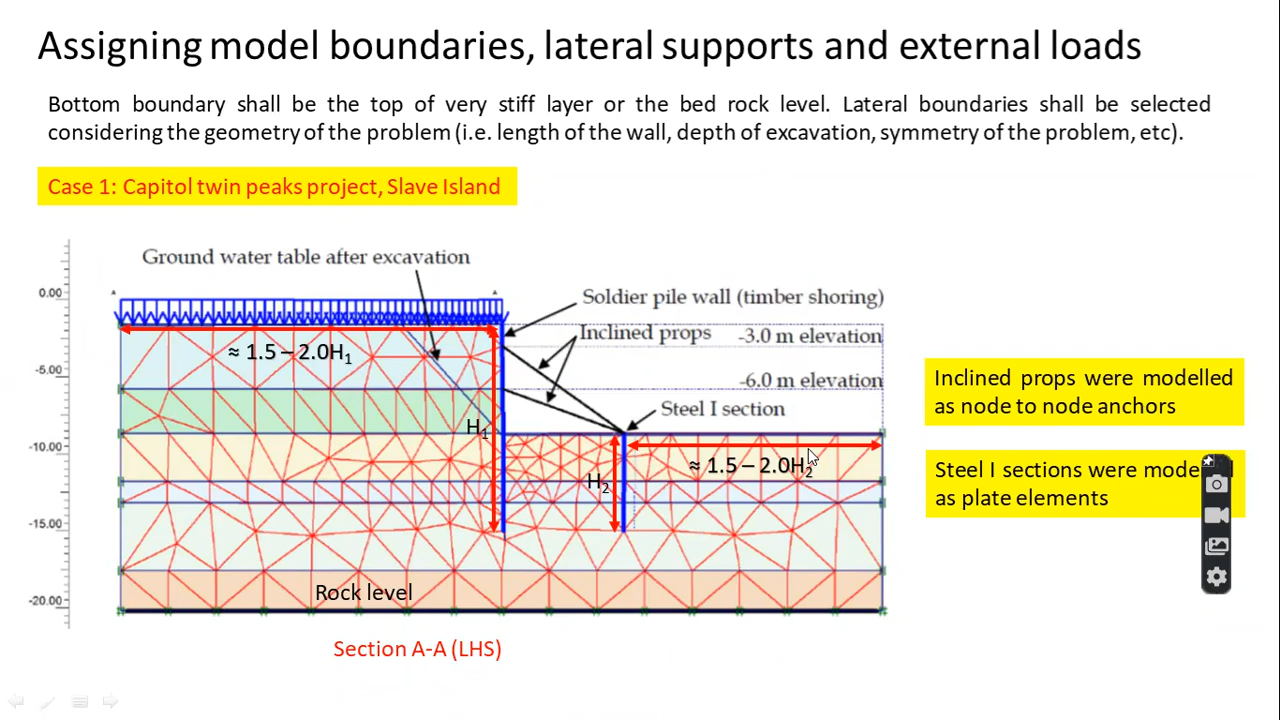 Assigning model boundaries, lateral supports and external loads
Bottom boundary shall be the top of very stiff layer or the bed rock level. Lateral boundaries shall be selected
considering the geometry of the problem (i.e. length of the wall, depth of excavation, symmetry of the problem, etc).
Case 1: Capitol twin peaks project, Slave Island
Ground water table after excavation
0.00
Soldier pile wall (timber shoring)
Inclined props
-3.0 m elevation
≈ 1.5 – 2.0H₁
-5.00
-6.0 m elevation
Steel I section
Inclined props were modelled
as node to node anchors
H₁
-10.00
≈ 1.5 – 2.0H₂
H₂
Steel I sections were
as plate elements
-15.00
Rock level
-20.00
Section A-A (LHS)